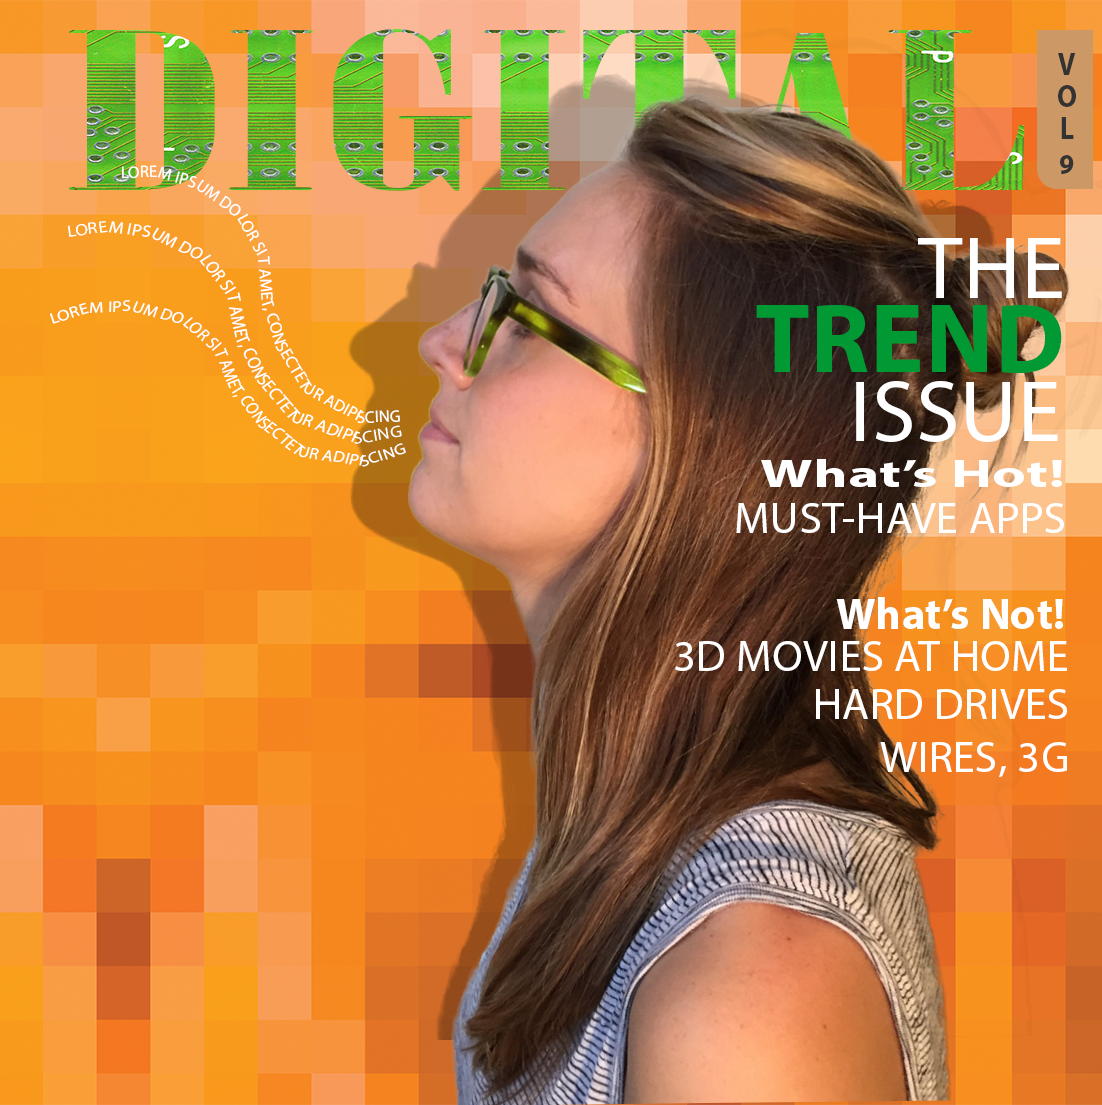 DIGITAL
V
O
L
9
LOREM IPSUM DOLOR SIT AMET, CONSECTETUR ADIPISCING
LOREM IPSUM DOLOR SIT AMET, CONSECTETUR ADIPISCING
LOREM IPSUM DOLOR SIT AMET, CONSECTETUR ADIPISCING
THE
TREND
ISSUE
What’s Hot!
MUST-HAVE APPS
What’s Not!
3D MOVIES AT HOME
HARD DRIVES
WIRES, 3G